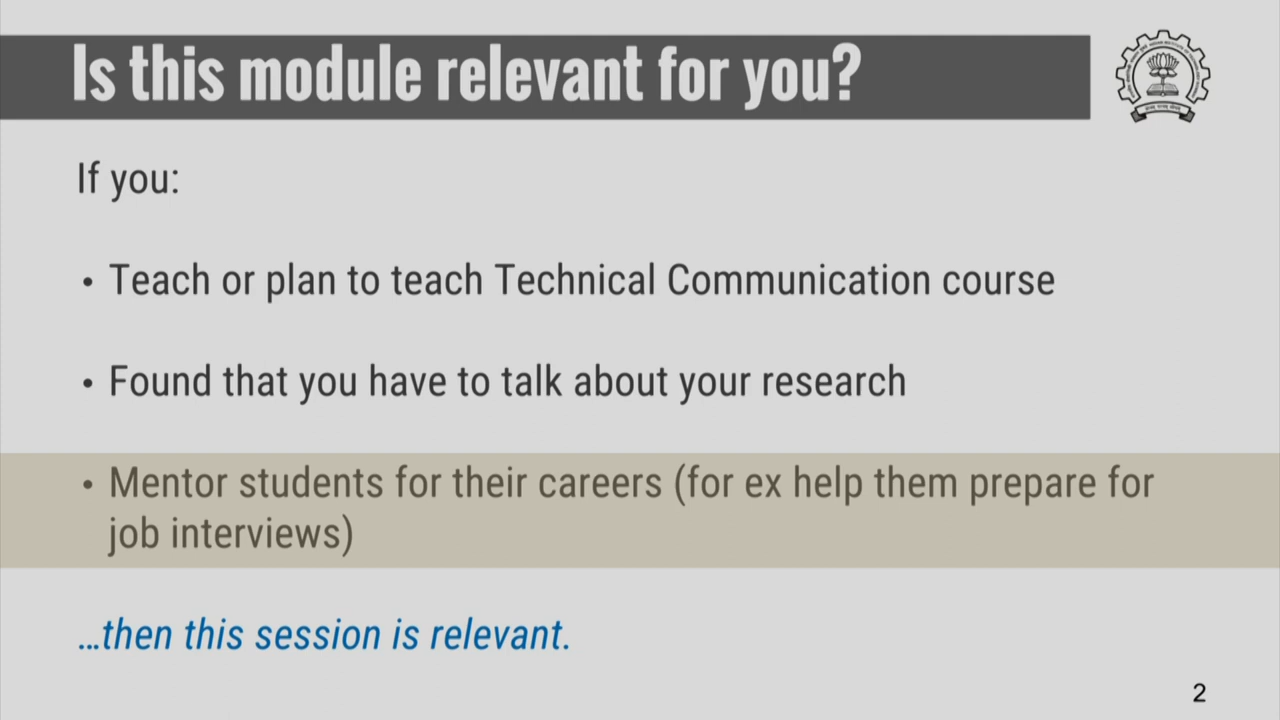 Is this module relevant for you?
If you:
• Teach or plan to teach Technical Communication course
• Found that you have to talk about your research
• Mentor students for their careers (for ex help them prepare for
job interviews)
...then this session is relevant.
2